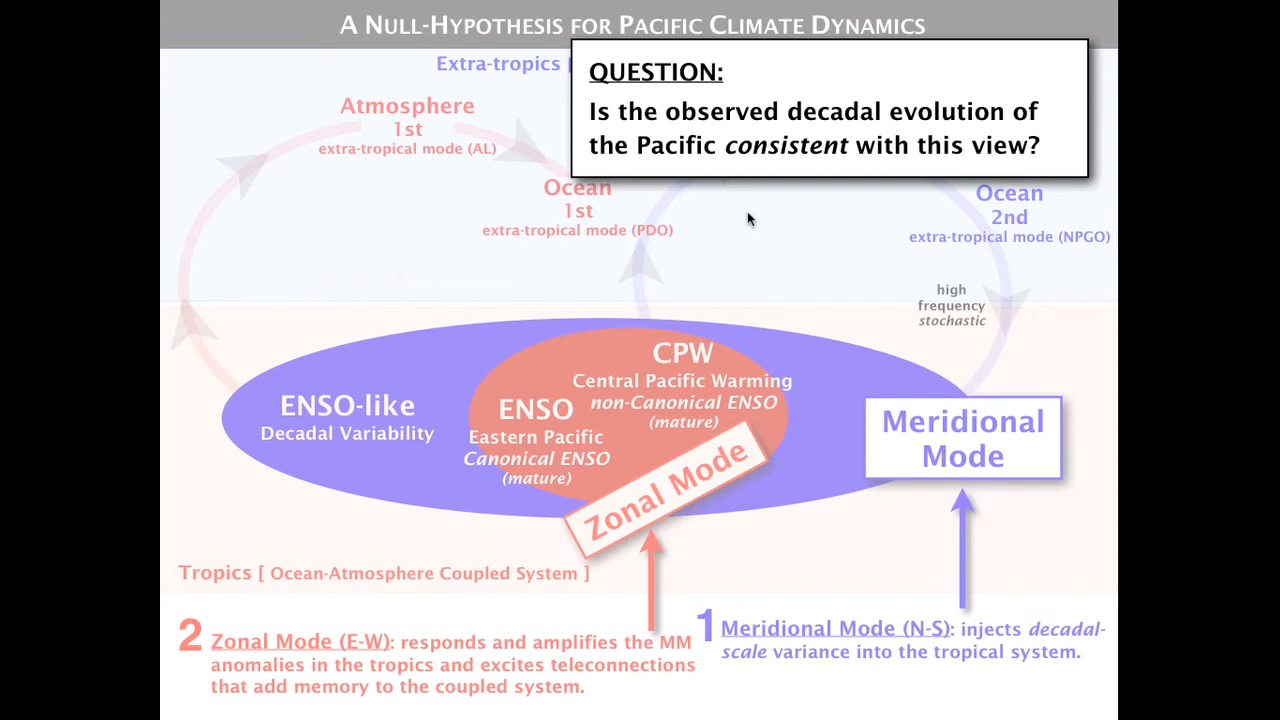 A NULL-HYPOTHESIS FOR PACIFIC CLIMATE DYNAMICS
Extra-tropics [
QUESTION:
Is the observed decadal evolution of
the Pacific consistent with this view?
Atmosphere
1st
extra-tropical mode (AL)
Ocean
1st
extra-tropical mode (PDO)
Ocean
2nd
extra-tropical mode (NPGO)
high
frequency
stochastic
CPW
Central Pacific Warming
non-Canonical ENSO
(mature)
ENSO-like
Decadal Variability
ENSO
Eastern Pacific
Canonical ENSO
(mature)
Zonal Mode
Meridional
Mode
Tropics [ Ocean-Atmosphere Coupled System ]
2 Zonal Mode (E-W): responds and amplifies the MM
anomalies in the tropics and excites teleconnections
that add memory to the coupled system.
1 Meridional Mode (N-S): injects decadal-
scale variance into the tropical system.